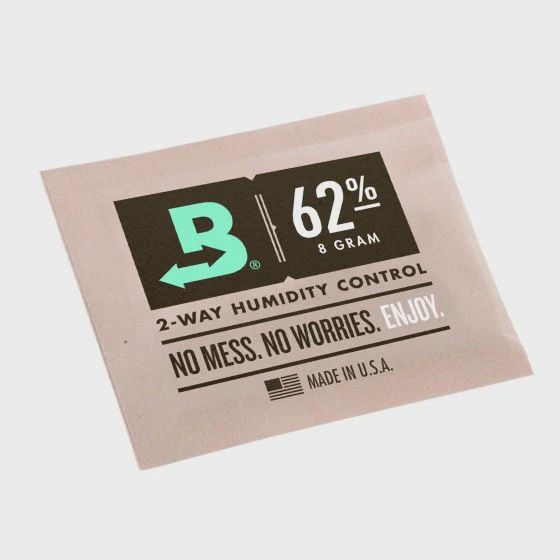 B®
62%
8 GRAM
2-WAY HUMIDITY CONTROL
NO MESS. NO WORRIES. ENJOY.
MADE IN U.S.A.